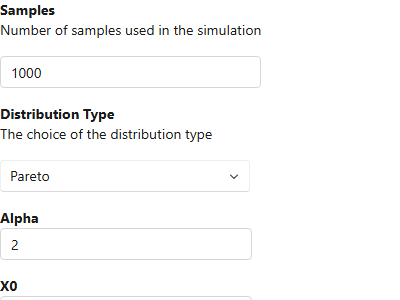 Samples
Number of samples used in the simulation
1000
Distribution Type
The choice of the distribution type
Pareto
Alpha
2
X0